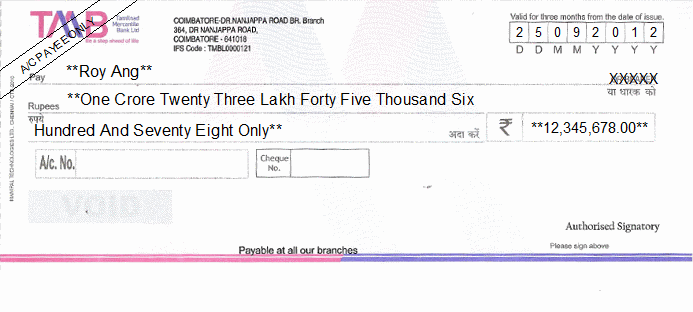 TMB Tamilnad Mercantile Bank Ltd
Be a step ahead of life
A/C PAYEE ONLY
COIMBATORE-DR.NANJAPPA ROAD BR. Branch
364, DR NANJAPPA ROAD,
COIMBATORE - 641018
IFS Code : TMBL0000121
Valid for three months from the date of issue.
2 5 0 9 2 0 1 2
D D M M Y Y Y Y
Pay **Roy Ang** XXXXX
या धारक को
Rupees **One Crore Twenty Three Lakh Forty Five Thousand Six
रुपये Hundred And Seventy Eight Only** अदा करें ₹ **12,345,678.00**
A/c. No.
Cheque No.
VOID
Authorised Signatory
Please sign above
Payable at all our branches